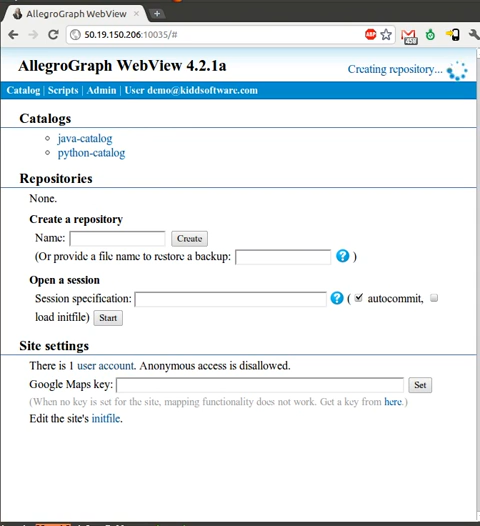 AllegroGraph WebView
50.19.150.206:10035/#
ABP
453
AllegroGraph WebView 4.2.1a
Creating repository...
Catalog | Scripts | Admin | User demo@kiddsoftware.com
Catalogs
java-catalog
python-catalog
Repositories
None.
Create a repository
Name: Create
(Or provide a file name to restore a backup: ? )
Open a session
Session specification: ? ( autocommit,
load initfile) Start
Site settings
There is 1 user account. Anonymous access is disallowed.
Google Maps key: Set
(When no key is set for the site, mapping functionality does not work. Get a key from here.)
Edit the site's initfile.